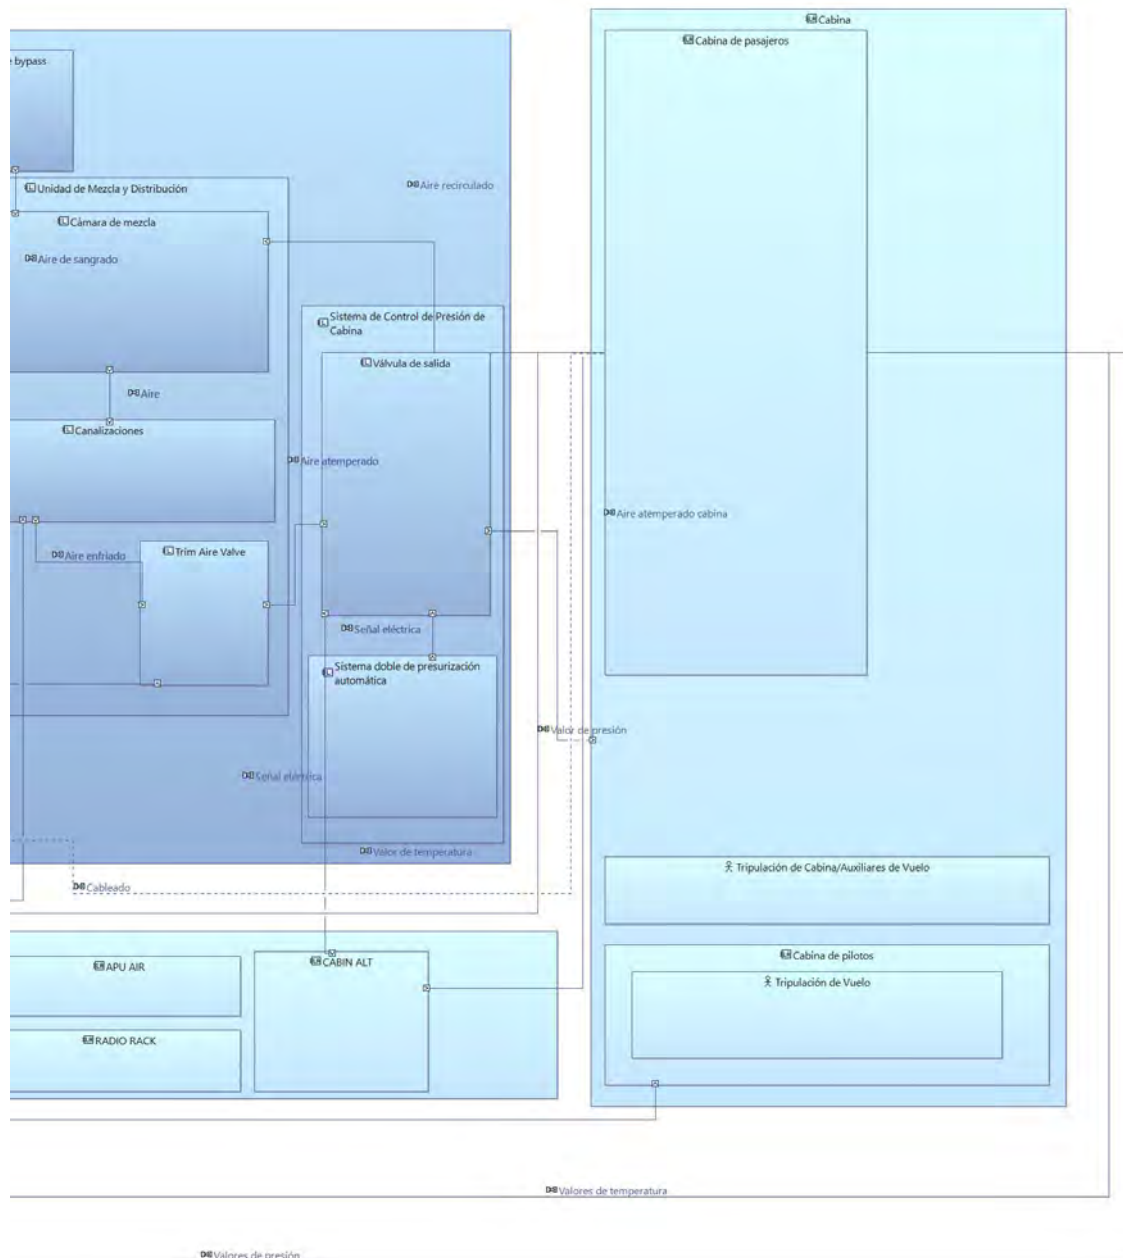 Cabina
Cabina de pasajeros
bypass
Aire recirculado
Unidad de Mezcla y Distribución
Cámara de mezcla
Aire de sangrado
Sistema de Control de Presión de
Cabina
Válvula de salida
Aire
Canalizaciones
Aire atemperado
Aire atemperado cabina
Aire enfriado
Trim Aire Valve
Señal eléctrica
Sistema doble de presurización
automática
Valor de presión
Señal eléctrica
Valor de temperatura
Cableado
Tripulación de Cabina/Auxiliares de Vuelo
APU AIR
CABIN ALT
Cabina de pilotos
Tripulación de Vuelo
RADIO RACK
Valores de temperatura
Valores de presión